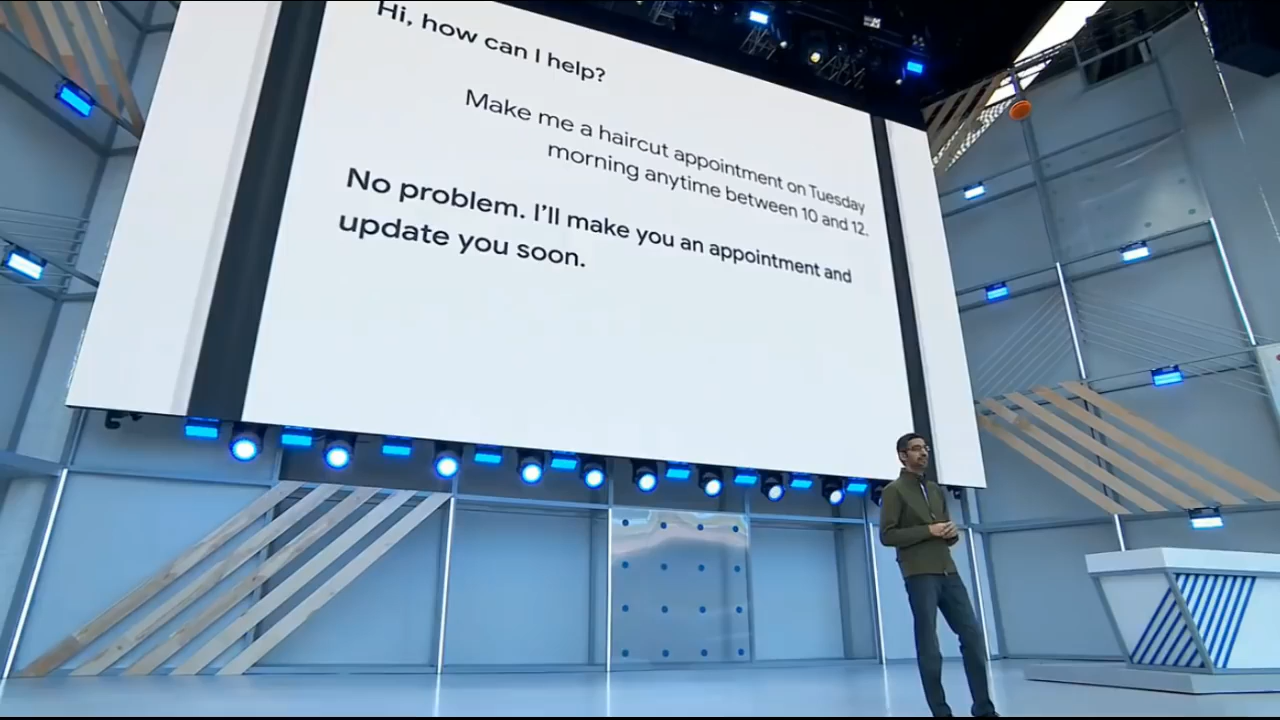 Hi, how can I help?
Make me a haircut appointment on Tuesday
morning anytime between 10 and 12.
No problem. I'll make you an appointment and
update you soon.